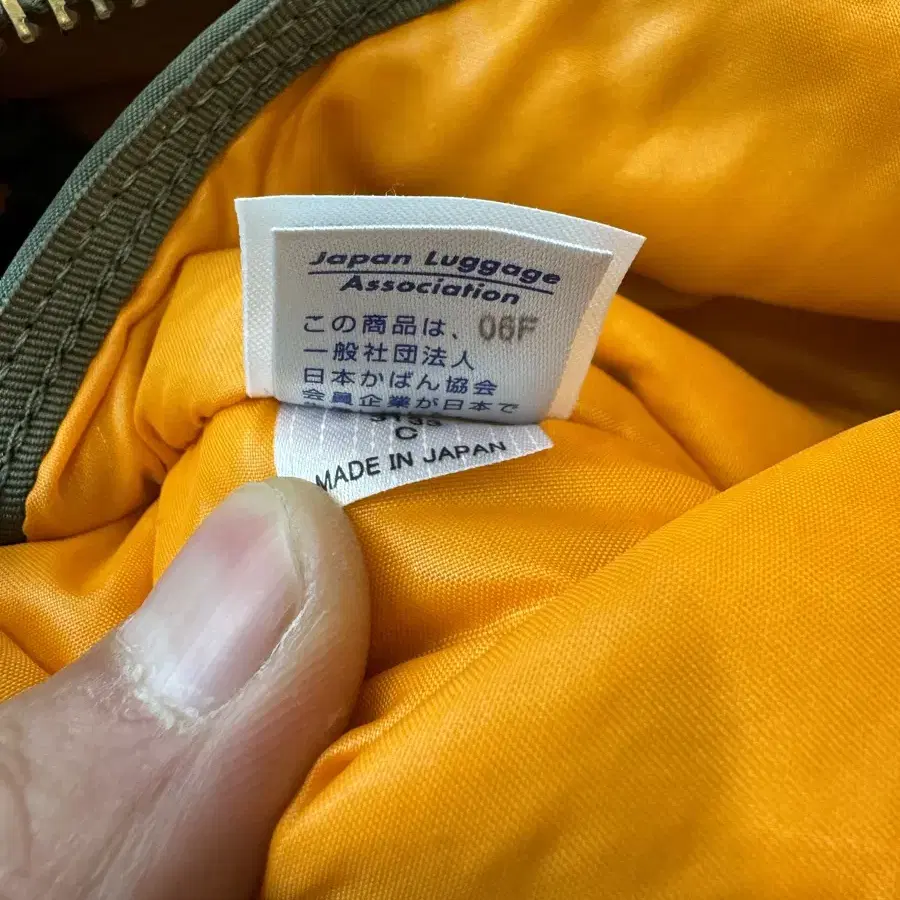 Japan Luggage
Association
この商品は、 06F
一般社団法人
日本かばん協会
会員企業が日本で
C
MADE IN JAPAN